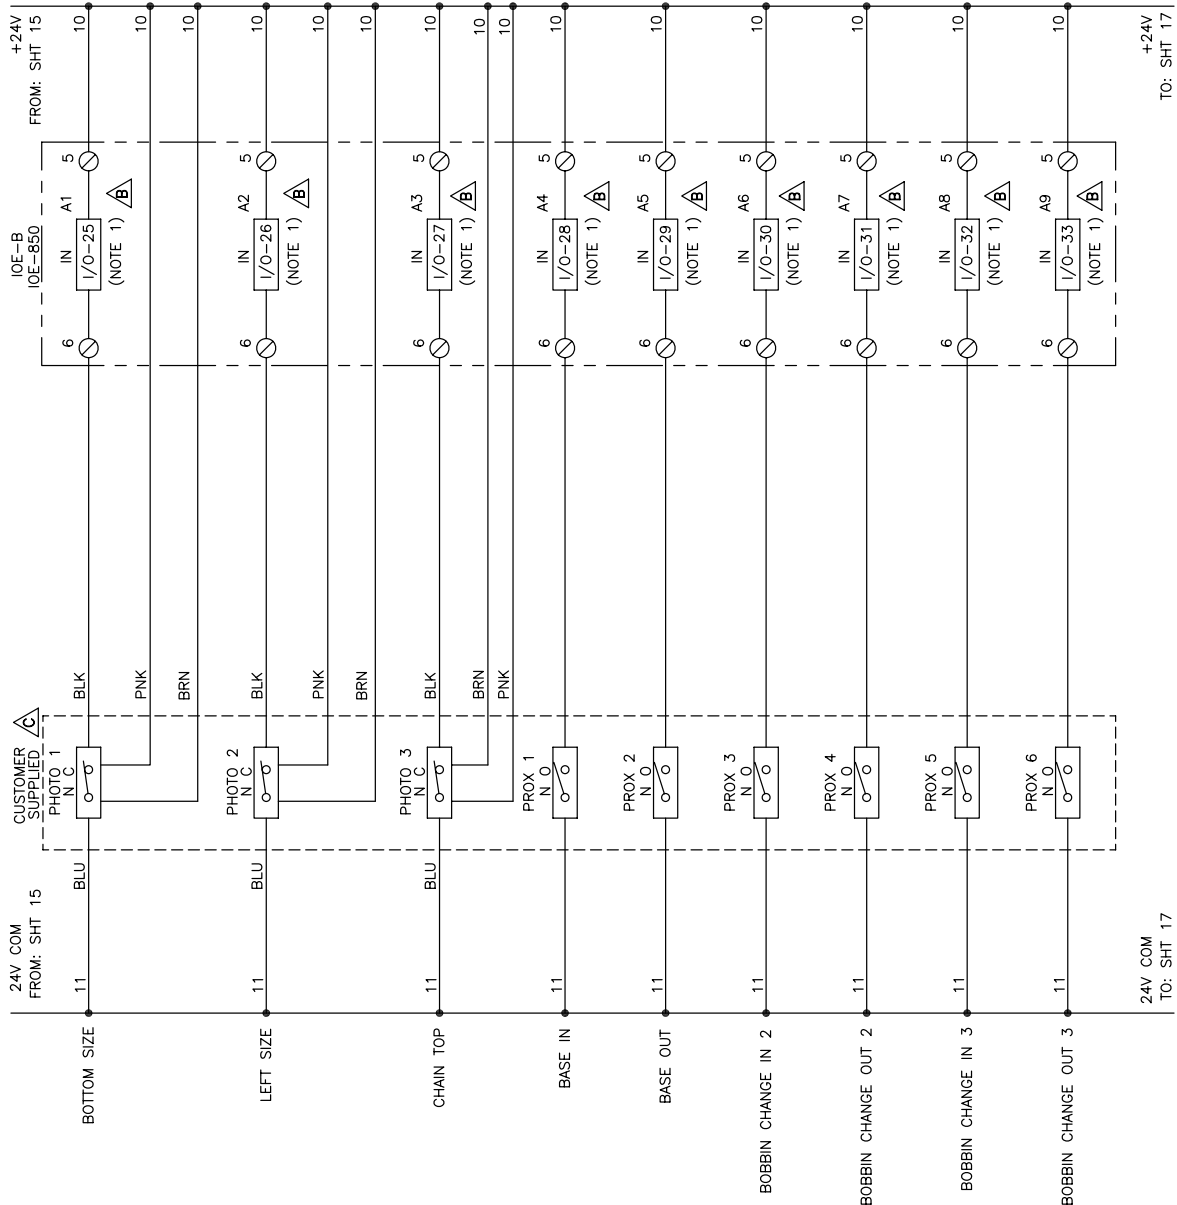 24V COM
FROM: SHT 15
CUSTOMER
SUPPLIED
C
IOE-B
IOE-850
+24V
FROM: SHT 15
BOTTOM SIZE
11
BLU
PHOTO 1
N C
BLK
6
IN
I/O-25
(NOTE 1)
A1
B
5
10
PNK
10
BRN
10
LEFT SIZE
11
BLU
PHOTO 2
N C
BLK
6
IN
I/O-26
(NOTE 1)
A2
B
5
10
PNK
10
BRN
10
CHAIN TOP
11
BLU
PHOTO 3
N C
BLK
6
IN
I/O-27
(NOTE 1)
A3
B
5
10
BRN
10
PNK
10
BASE IN
11
PROX 1
N O
6
IN
I/O-28
(NOTE 1)
A4
B
5
10
BASE OUT
11
PROX 2
N O
6
IN
I/O-29
(NOTE 1)
A5
B
5
10
BOBBIN CHANGE IN 2
11
PROX 3
N O
6
IN
I/O-30
(NOTE 1)
A6
B
5
10
BOBBIN CHANGE OUT 2
11
PROX 4
N O
6
IN
I/O-31
(NOTE 1)
A7
B
5
10
BOBBIN CHANGE IN 3
11
PROX 5
N O
6
IN
I/O-32
(NOTE 1)
A8
B
5
10
BOBBIN CHANGE OUT 3
11
PROX 6
N O
6
IN
I/O-33
(NOTE 1)
A9
B
5
10
24V COM
TO: SHT 17
+24V
TO: SHT 17